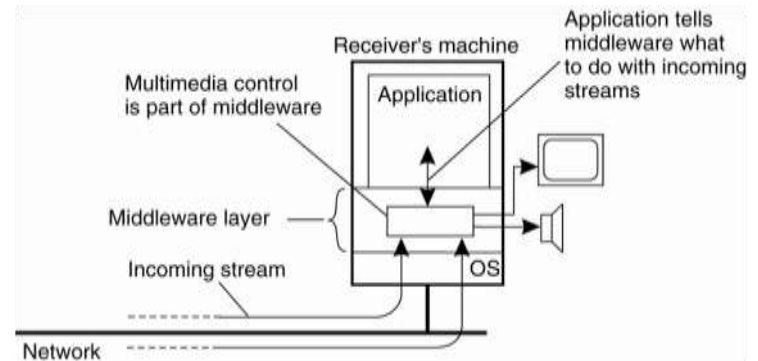 Application tells
middleware what
to do with incoming
streams
Receiver's machine
Multimedia control
is part of middleware
Application
Middleware layer
Incoming stream
OS
Network